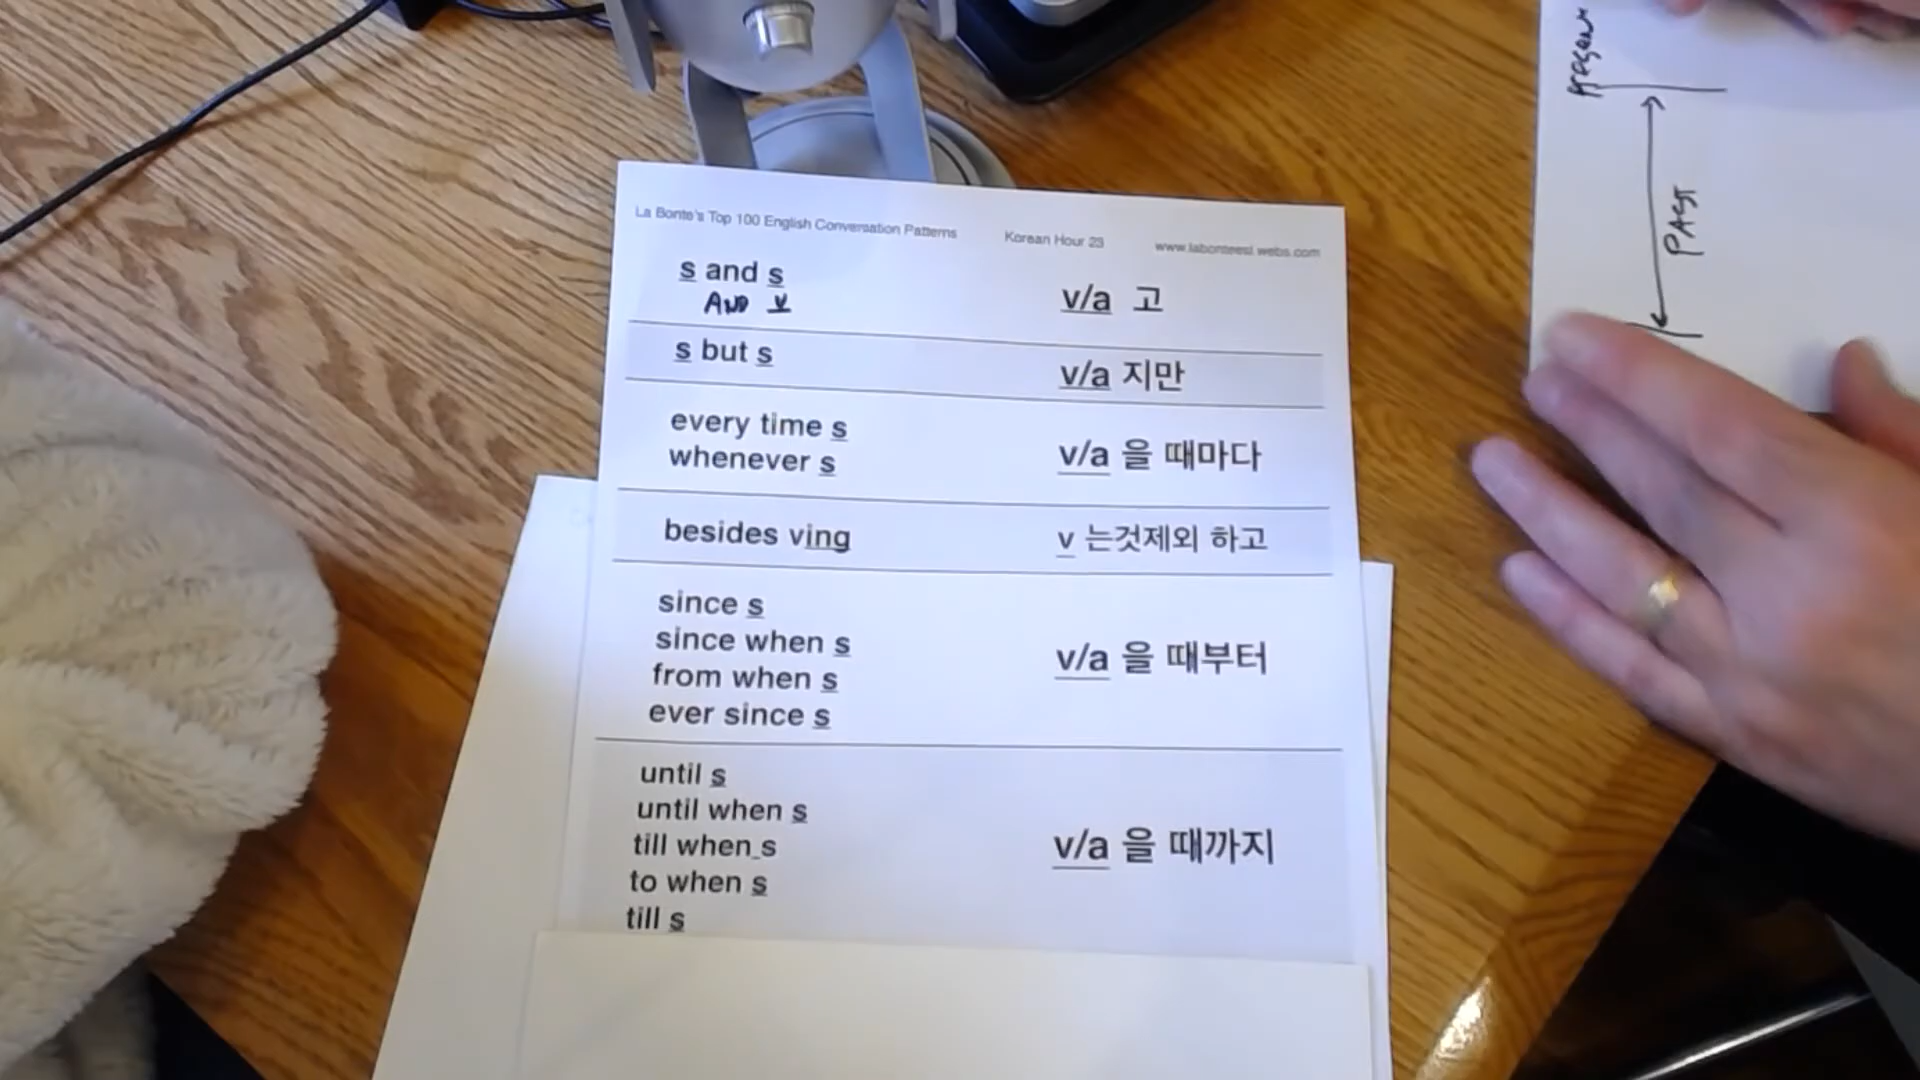 La Bonte's Top 100 English Conversation Patterns Korean Hour 23 www.labonteesl.webs.com
s and s
AND v
v/a 고
s but s
v/a 지만
every time s
whenever s
v/a 을 때마다
besides ving
v 는것제외 하고
since s
since when s
from when s
ever since s
v/a 을 때부터
until s
until when s
till when s
to when s
till s
v/a 을 때까지
Present
PAST